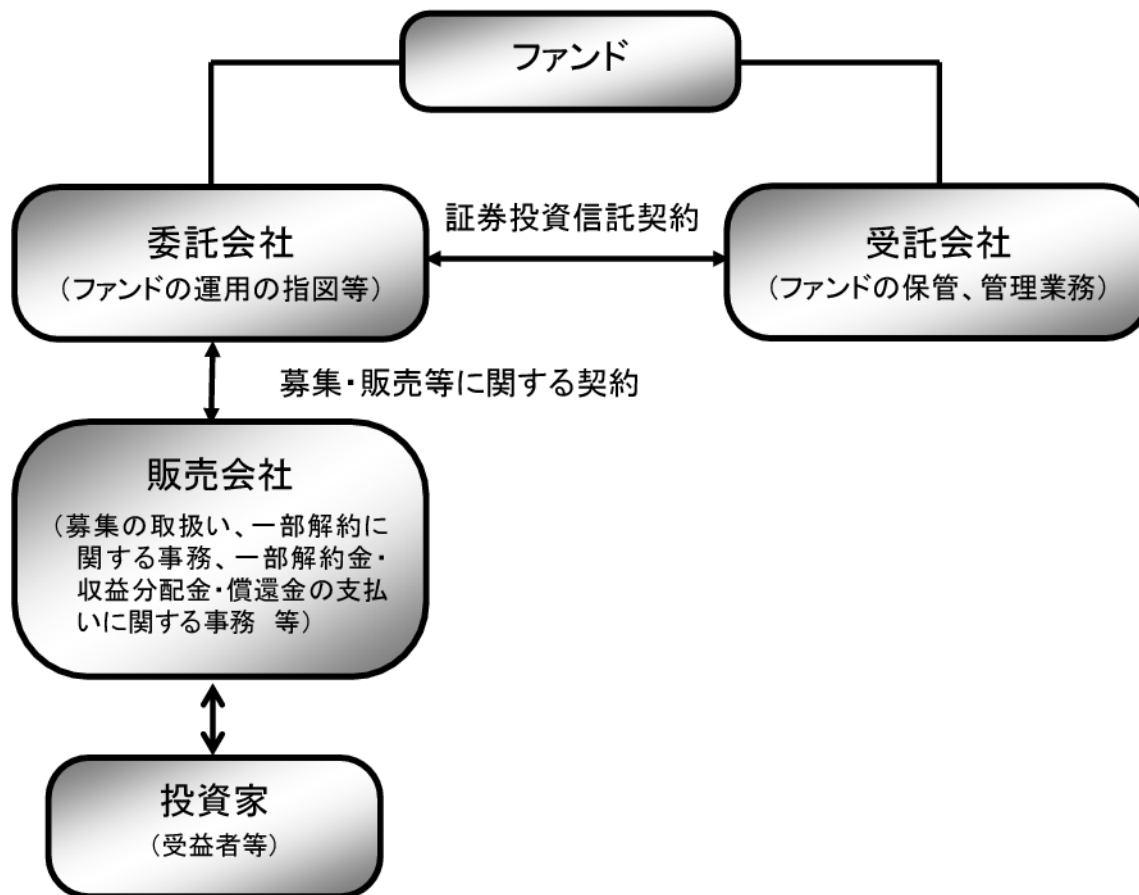 ファンド
委託会社
（ファンドの運用の指図等）
証券投資信託契約
受託会社
（ファンドの保管、管理業務）
募集・販売等に関する契約
販売会社
（募集の取扱い、一部解約に
関する事務、一部解約金・
収益分配金・償還金の支払
いに関する事務　等）
投資家
（受益者等）